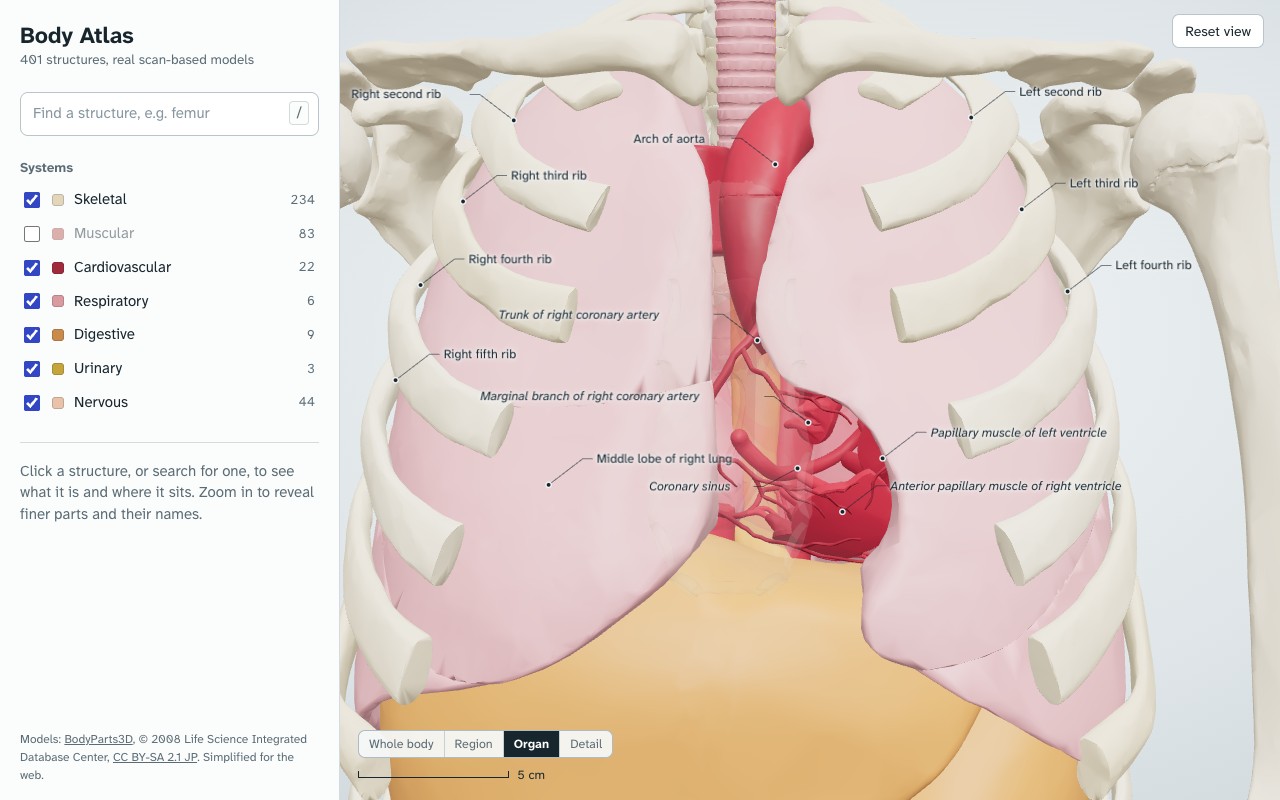 Body Atlas
401 structures, real scan-based models
Find a structure, e.g. femur /
Systems
Skeletal 234
Muscular 83
Cardiovascular 22
Respiratory 6
Digestive 9
Urinary 3
Nervous 44
Click a structure, or search for one, to see
what it is and where it sits. Zoom in to reveal
finer parts and their names.
Models: BodyParts3D, © 2008 Life Science Integrated
Database Center, CC BY-SA 2.1 JP. Simplified for the
web.
Reset view
Right second rib
Left second rib
Arch of aorta
Right third rib
Left third rib
Right fourth rib
Left fourth rib
Trunk of right coronary artery
Right fifth rib
Marginal branch of right coronary artery
Papillary muscle of left ventricle
Middle lobe of right lung
Coronary sinus
Anterior papillary muscle of right ventricle
Whole body Region Organ Detail
5 cm